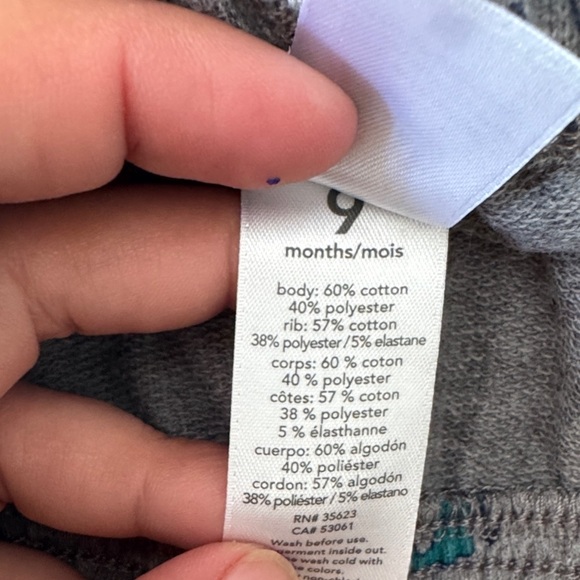 9
months/mois
body: 60% cotton
40% polyester
rib: 57% cotton
38% polyester/5% elastane
corps: 60 % coton
40 % polyester
côtes: 57 % coton
38 % polyester
5 % élasthanne
cuerpo: 60% algodón
40% poliéster
cordon: 57% algodón
38% poliéster/5% elastano
RN# 35623
CA# 53061
Wash before use.
inside out.
wash cold with
colors.